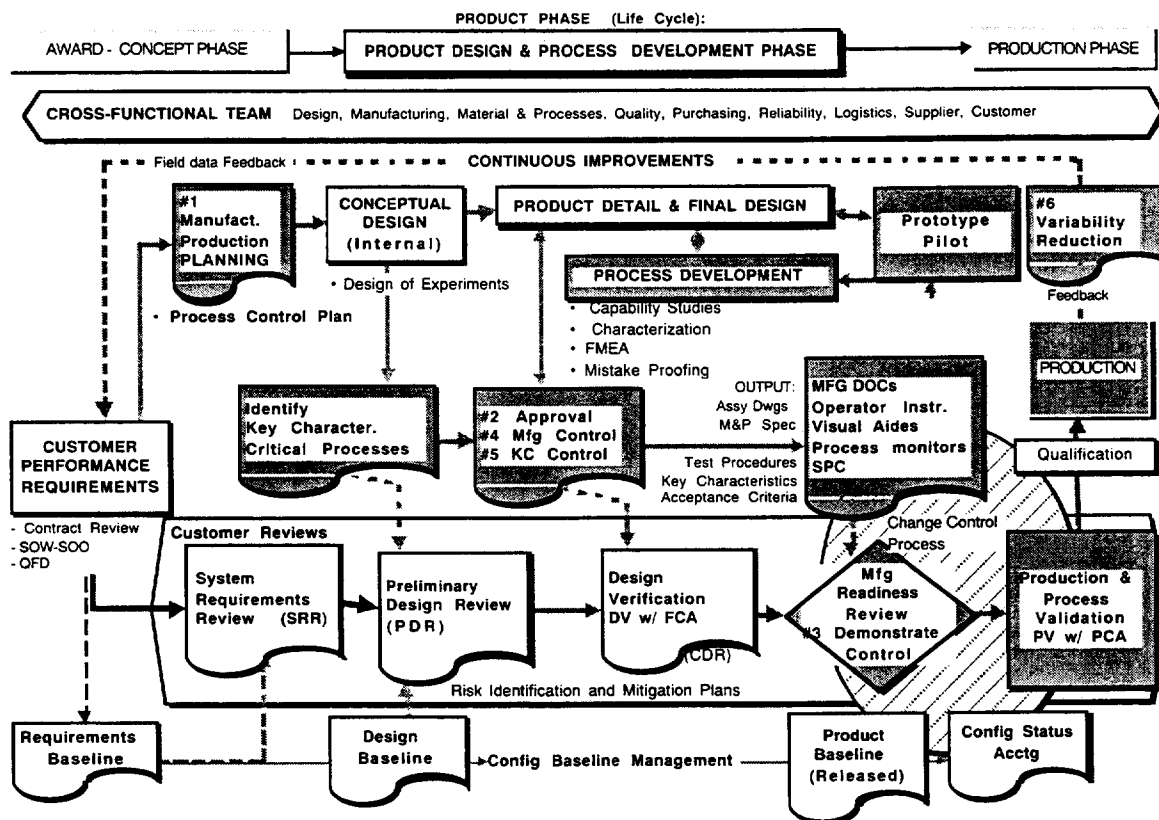 PRODUCT PHASE (Life Cycle):
AWARD - CONCEPT PHASE
PRODUCT DESIGN & PROCESS DEVELOPMENT PHASE
PRODUCTION PHASE
CROSS-FUNCTIONAL TEAM Design, Manufacturing, Material & Processes, Quality, Purchasing, Reliability, Logistics, Supplier, Customer
Field data Feedback
CONTINUOUS IMPROVEMENTS
#1
Manufact.
Production
PLANNING
CONCEPTUAL
DESIGN
(Internal)
PRODUCT DETAIL & FINAL DESIGN
Prototype
Pilot
#6
Variability
Reduction
PROCESS DEVELOPMENT
• Design of Experiments
Feedback
• Process Control Plan
• Capability Studies
• Characterization
• FMEA
• Mistake Proofing
PRODUCTION
Identify
Key Character.
Critical Processes
#2 Approval
#4 Mfg Control
#5 KC Control
OUTPUT:
Assy Dwgs
M&P Spec
Test Procedures
Key Characteristics
Acceptance Criteria
MFG DOCs
Operator Instr.
Visual Aides
Process monitors
SPC
Qualification
CUSTOMER
PERFORMANCE
REQUIREMENTS
- Contract Review
- SOW-SOO
- QFD
Customer Reviews
Change Control
Process
System
Requirements
Review (SRR)
Preliminary
Design Review
(PDR)
Design
Verification
DV w/ FCA
(CDR)
Mfg
Readiness
Review
#3 Demonstrate
Control
Production &
Process
Validation
PV w/ PCA
Risk Identification and Mitigation Plans
Requirements
Baseline
Design
Baseline
Config Baseline Management
Product
Baseline
(Released)
Config Status
Acctg